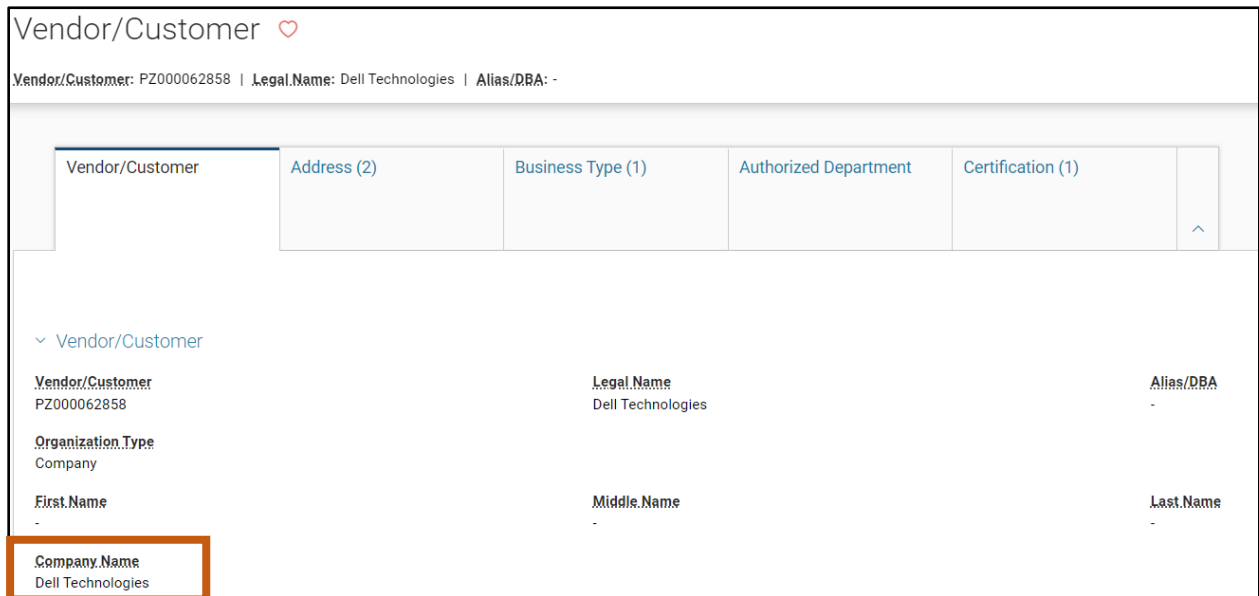 Vendor/Customer
Vendor/Customer: PZ000062858 | Legal Name: Dell Technologies | Alias/DBA: -
Vendor/Customer Address (2) Business Type (1) Authorized Department Certification (1)
Vendor/Customer
Vendor/Customer Legal Name Alias/DBA
PZ000062858 Dell Technologies -
Organization Type
Company
First Name Middle Name Last Name
- - -
Company Name
Dell Technologies